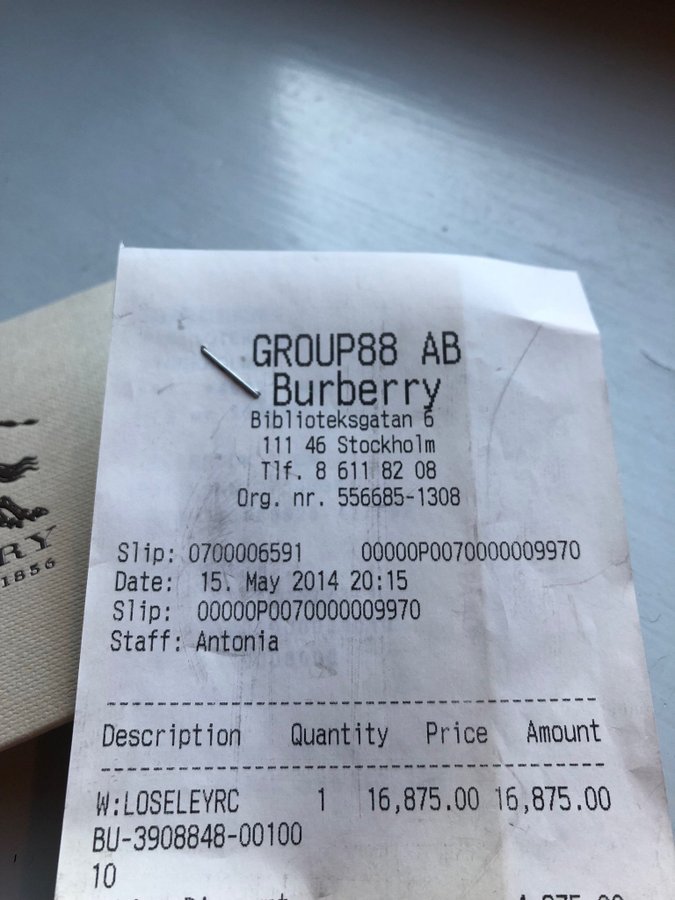 GROUP88 AB
Burberry
Biblioteksgatan 6
111 46 Stockholm
Tlf. 8 611 82 08
Org. nr. 556685-1308
Slip: 0700006591 00000P0070000009970
Date: 15. May 2014 20:15
Slip: 00000P0070000009970
Staff: Antonia
Description Quantity Price Amount
W:LOSELEYRC 1 16,875.00 16,875.00
BU-3908848-00100
10
RY
1856